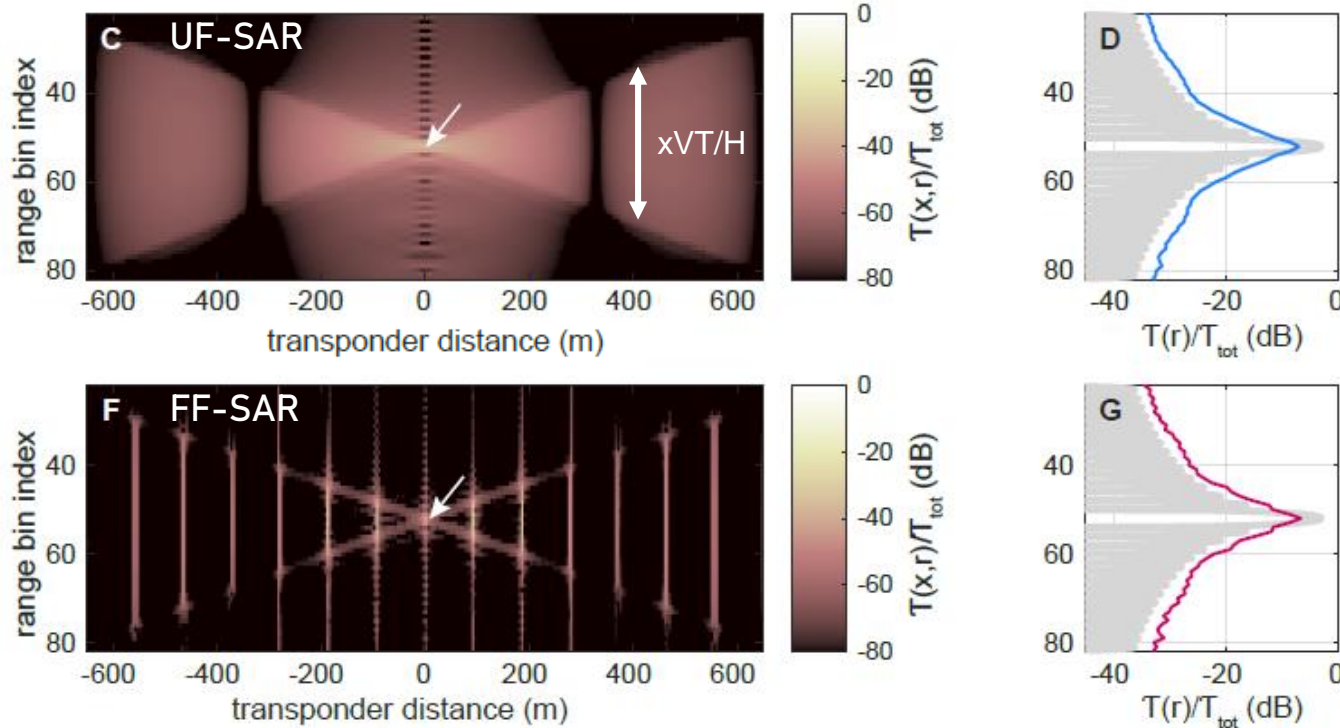 C UF-SAR
range bin index
40
60
80
xVT/H
-600 -400 -200 0 200 400 600
transponder distance (m)
0
-20
-40
-60
-80
T(x,r)/T_tot (dB)
D
40
60
80
-40 -20 0
T(r)/T_tot (dB)
F FF-SAR
range bin index
40
60
80
-600 -400 -200 0 200 400 600
transponder distance (m)
0
-20
-40
-60
-80
T(x,r)/T_tot (dB)
G
40
60
80
-40 -20 0
T(r)/T_tot (dB)